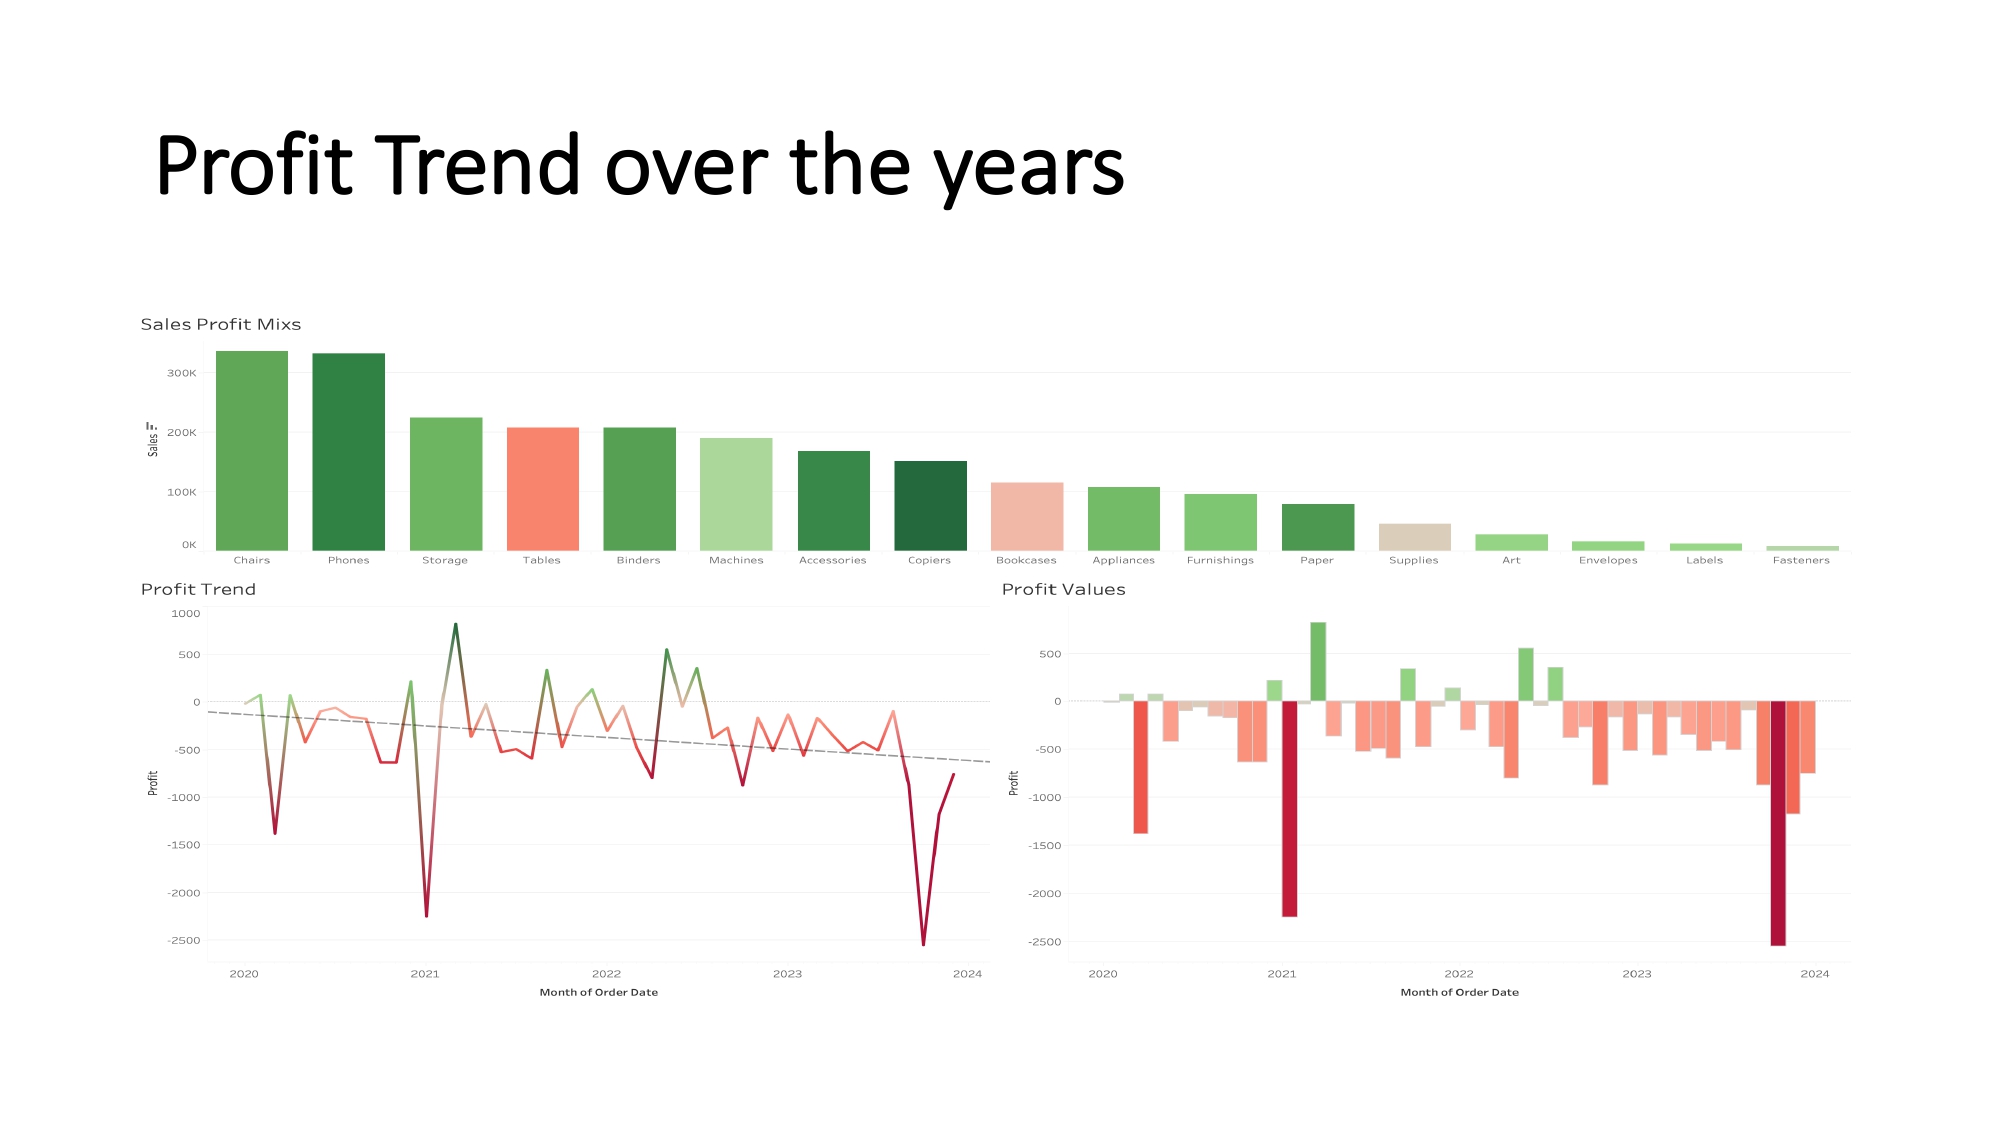 Profit Trend over the years
Sales Profit Mixs
300K
200K
100K
0K
Sales
Chairs Phones Storage Tables Binders Machines Accessories Copiers Bookcases Appliances Furnishings Paper Supplies Art Envelopes Labels Fasteners
Profit Trend
1000
500
0
-500
-1000
-1500
-2000
-2500
Profit
2020 2021 2022 2023 2024
Month of Order Date
Profit Values
500
0
-500
-1000
-1500
-2000
-2500
Profit
2020 2021 2022 2023 2024
Month of Order Date